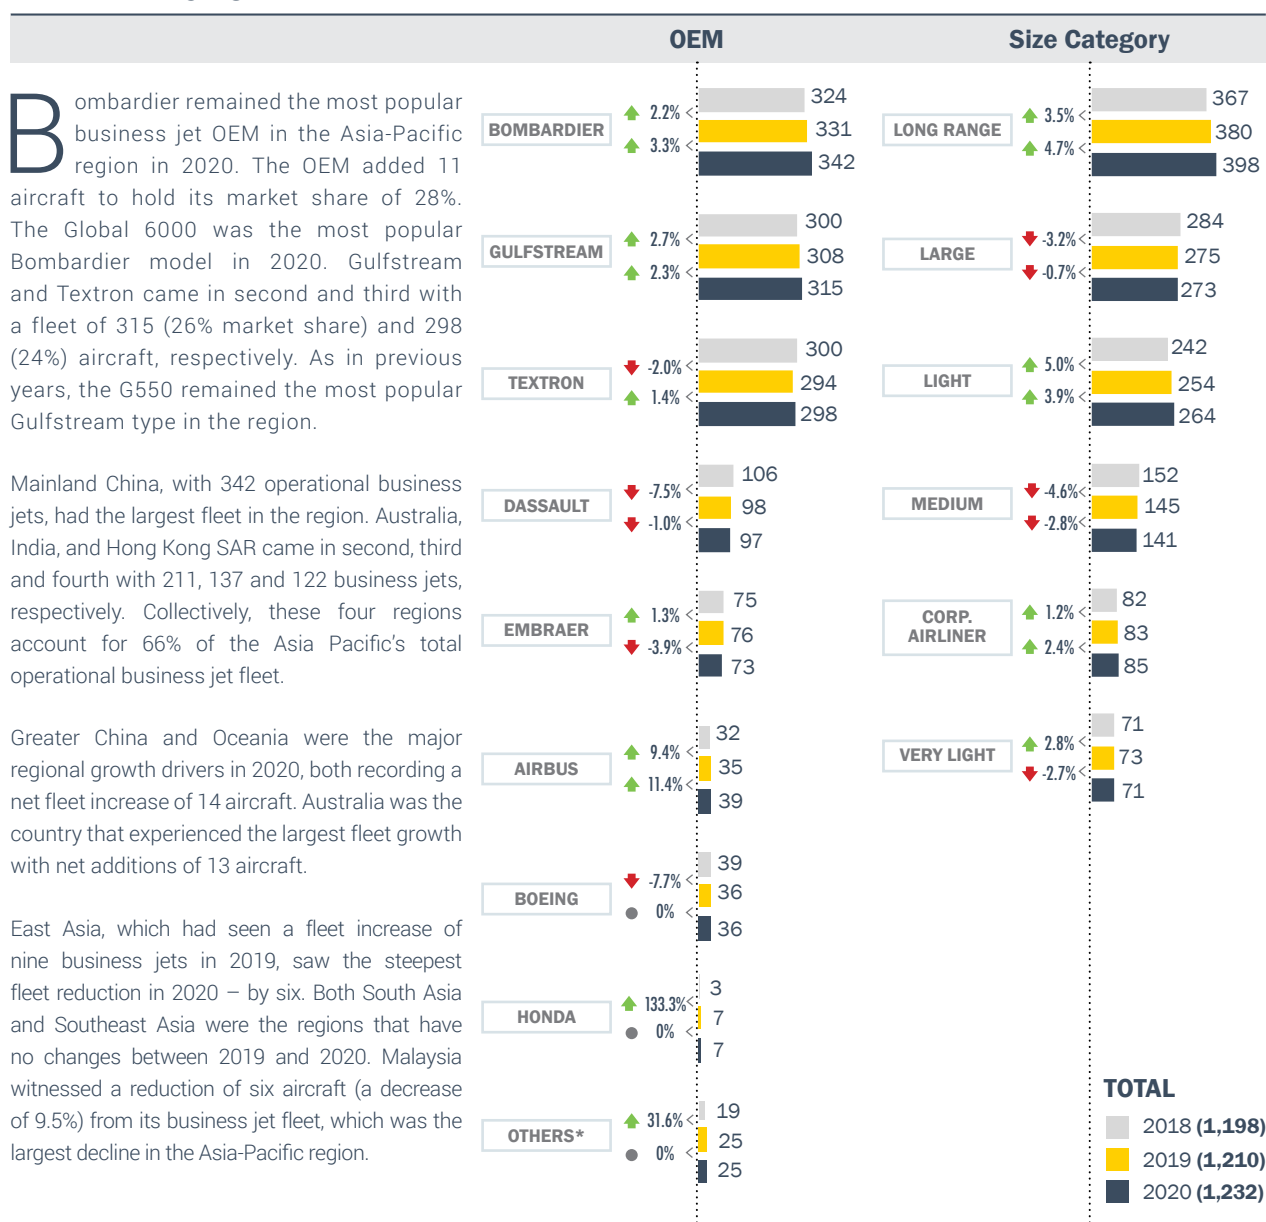 OEM
Size Category
Bombardier remained the most popular
business jet OEM in the Asia-Pacific
region in 2020. The OEM added 11
aircraft to hold its market share of 28%.
The Global 6000 was the most popular
Bombardier model in 2020. Gulfstream
and Textron came in second and third with
a fleet of 315 (26% market share) and 298
(24%) aircraft, respectively. As in previous
years, the G550 remained the most popular
Gulfstream type in the region.
Mainland China, with 342 operational business
jets, had the largest fleet in the region. Australia,
India, and Hong Kong SAR came in second, third
and fourth with 211, 137 and 122 business jets,
respectively. Collectively, these four regions
account for 66% of the Asia Pacific's total
operational business jet fleet.
Greater China and Oceania were the major
regional growth drivers in 2020, both recording a
net fleet increase of 14 aircraft. Australia was the
country that experienced the largest fleet growth
with net additions of 13 aircraft.
East Asia, which had seen a fleet increase of
nine business jets in 2019, saw the steepest
fleet reduction in 2020 – by six. Both South Asia
and Southeast Asia were the regions that have
no changes between 2019 and 2020. Malaysia
witnessed a reduction of six aircraft (a decrease
of 9.5%) from its business jet fleet, which was the
largest decline in the Asia-Pacific region.
BOMBARDIER
2.2%
3.3%
324
331
342
GULFSTREAM
2.7%
2.3%
300
308
315
TEXTRON
-2.0%
1.4%
300
294
298
DASSAULT
-7.5%
-1.0%
106
98
97
EMBRAER
1.3%
-3.9%
75
76
73
AIRBUS
9.4%
11.4%
32
35
39
BOEING
-7.7%
0%
39
36
36
HONDA
133.3%
0%
3
7
7
OTHERS*
31.6%
0%
19
25
25
LONG RANGE
3.5%
4.7%
367
380
398
LARGE
-3.2%
-0.7%
284
275
273
LIGHT
5.0%
3.9%
242
254
264
MEDIUM
-4.6%
-2.8%
152
145
141
CORP.
AIRLINER
1.2%
2.4%
82
83
85
VERY LIGHT
2.8%
-2.7%
71
73
71
TOTAL
2018 (1,198)
2019 (1,210)
2020 (1,232)